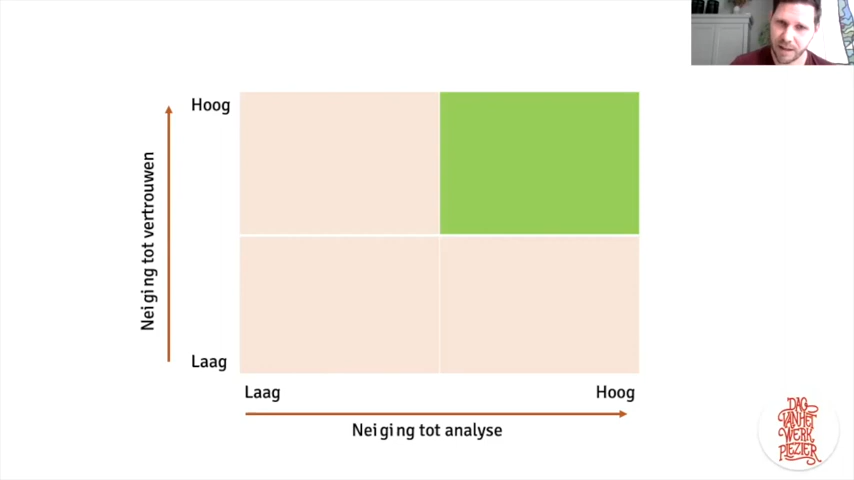 Hoog
Neiging tot vertrouwen
Laag
Laag
Hoog
Neiging tot analyse
DAG
VAN HET
WERK
PLEZIER